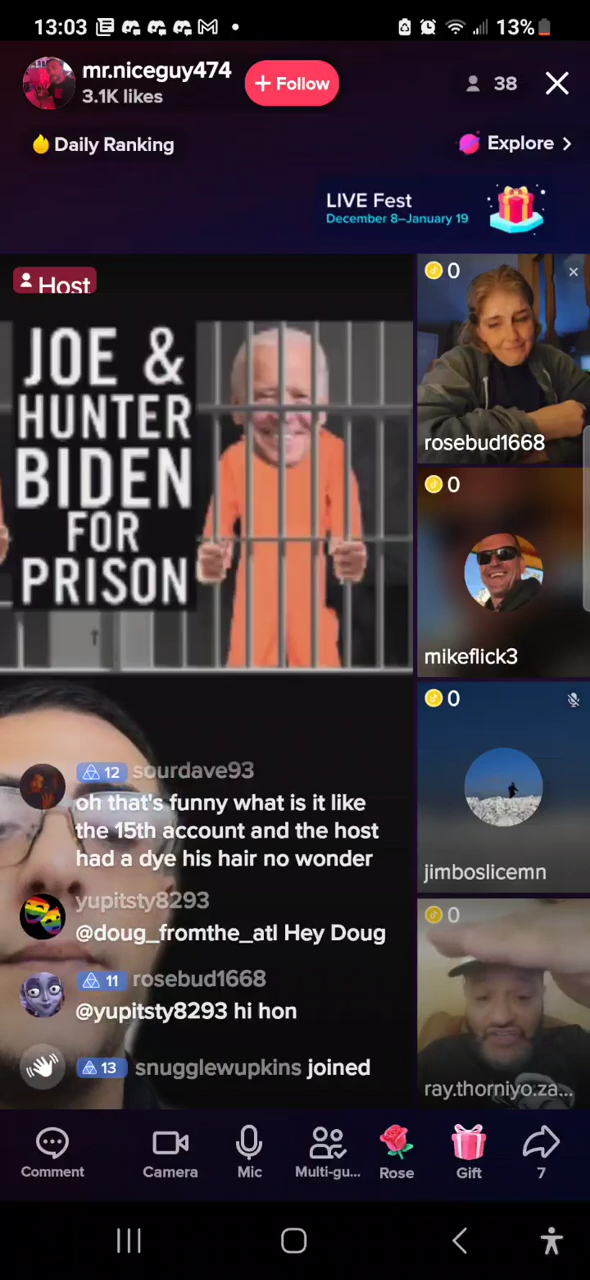 13:03 13%
mr.niceguy474
3.1K likes
+ Follow
38
Daily Ranking
Explore >
LIVE Fest
December 8–January 19
Host
JOE &
HUNTER
BIDEN
FOR
PRISON
0
rosebud1668
0
mikeflick3
0
jimboslicemn
0
ray.thorniyo.za...
12 sourdave93
oh that's funny what is it like
the 15th account and the host
had a dye his hair no wonder
yupitsty8293
@doug_fromthe_atl Hey Doug
11 rosebud1668
@yupitsty8293 hi hon
13 snugglewupkins joined
Comment
Camera
Mic
Multi-gu...
Rose
Gift
7